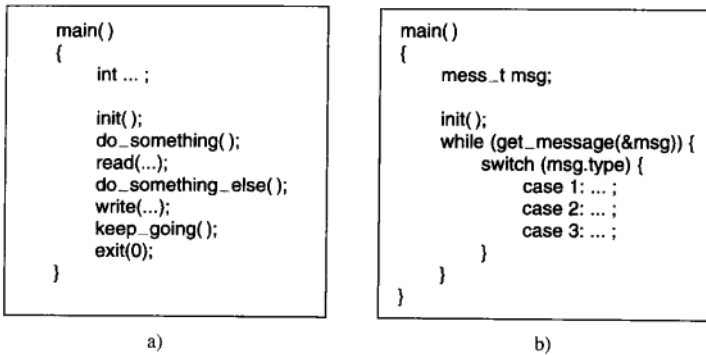 main()
{
int ... ;
init();
do_something();
read(...);
do_something_else();
write(...);
keep_going();
exit(0);
}
a)
main()
{
mess_t msg;
init();
while (get_message(&msg)) {
switch (msg.type) {
case 1: ... ;
case 2: ... ;
case 3: ... ;
}
}
}
b)